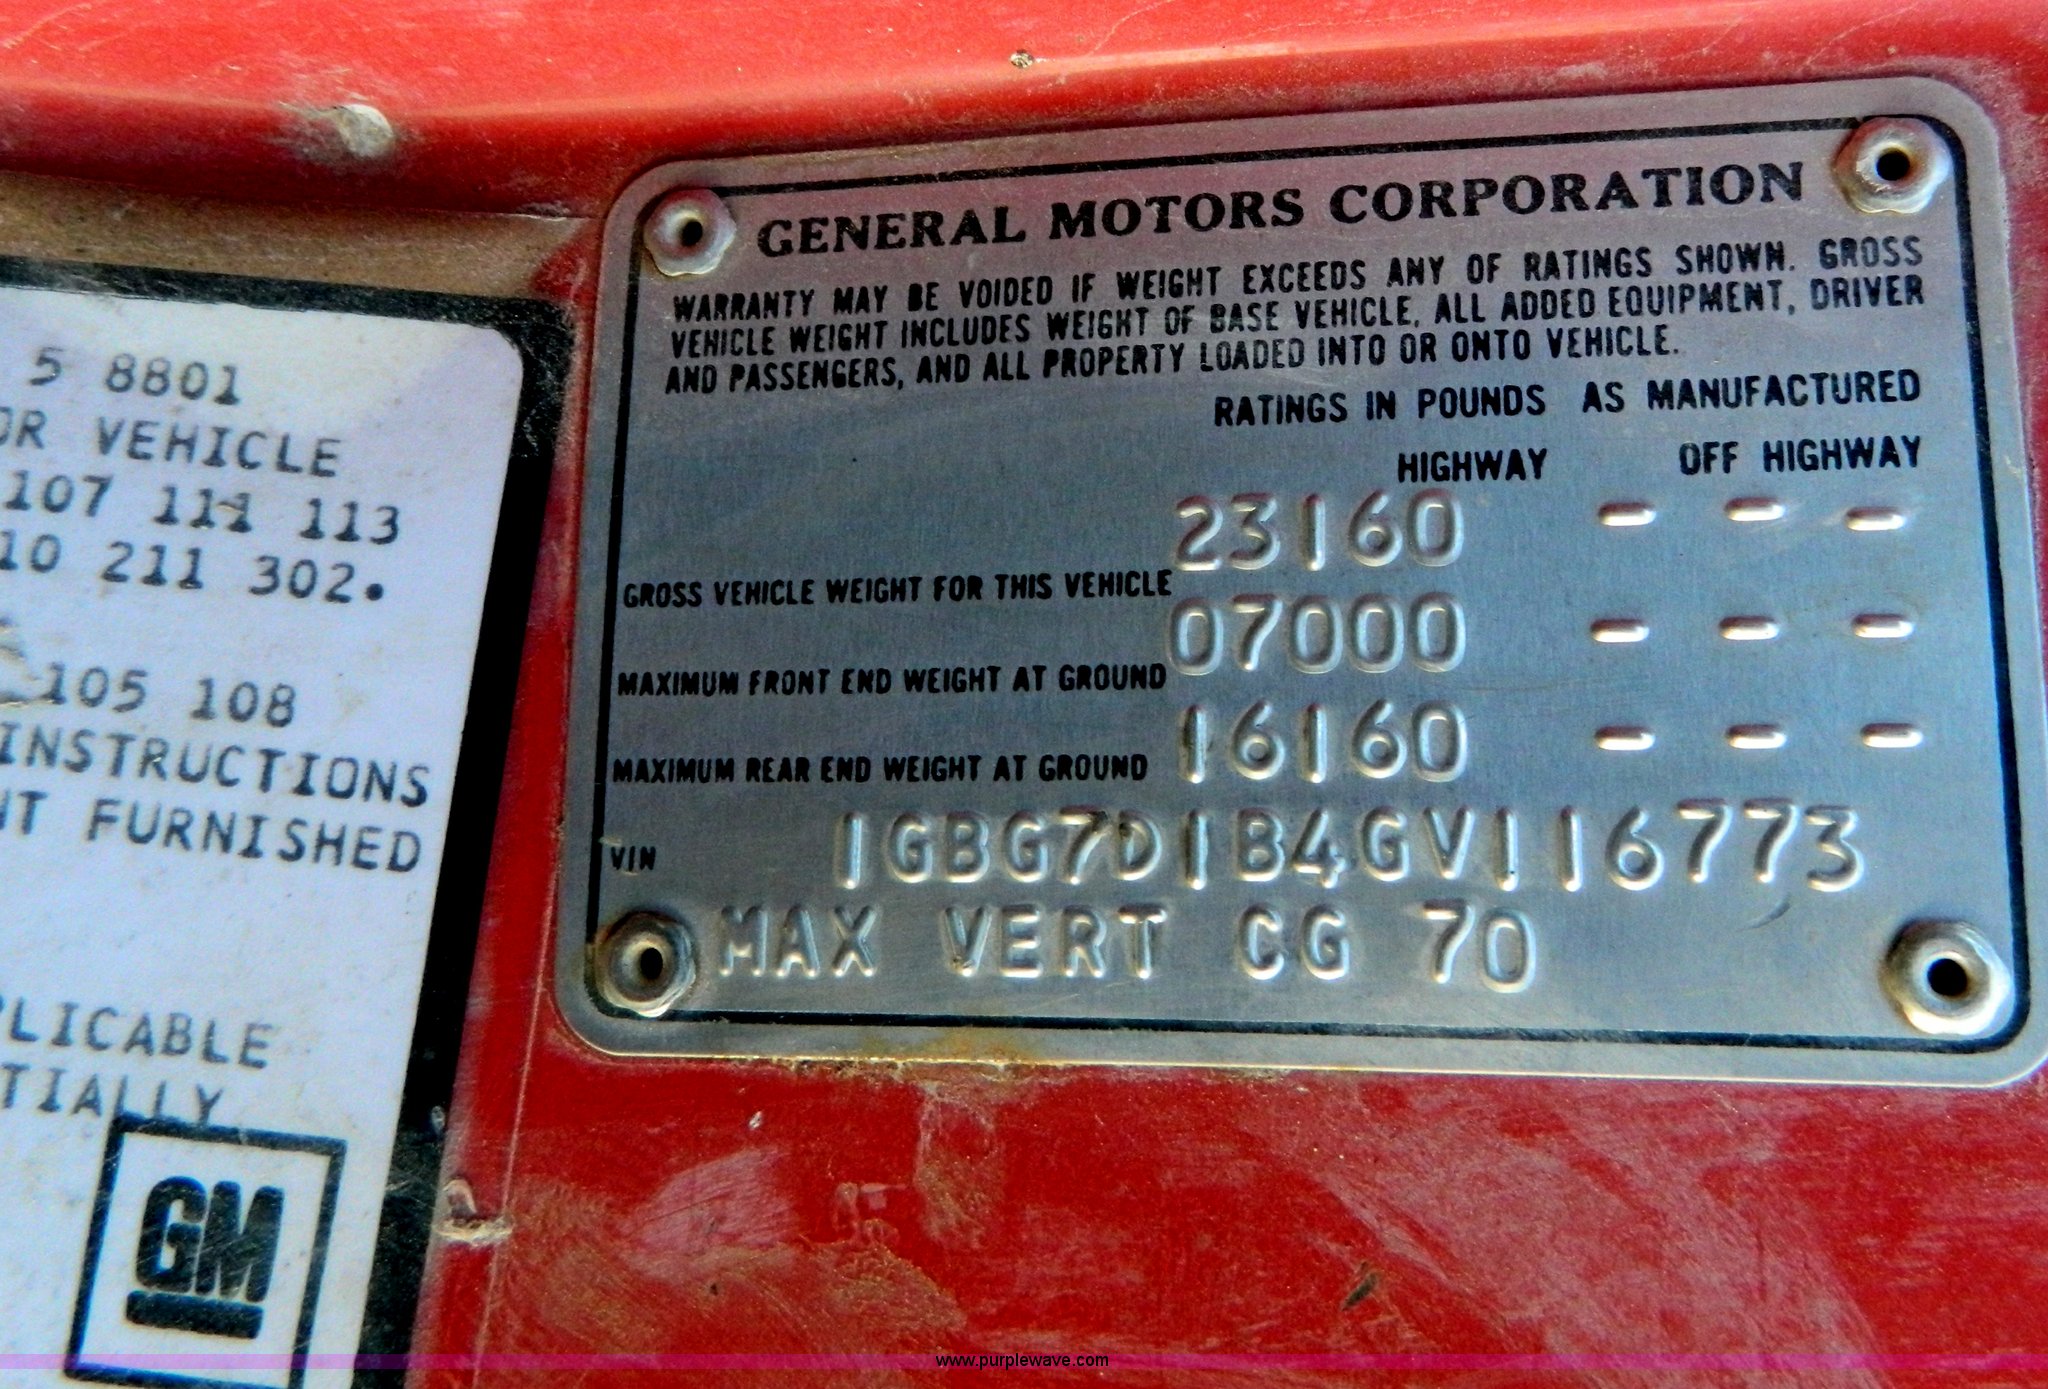 5 8801
OR VEHICLE
107 111 113
10 211 302.
105 108
INSTRUCTIONS
NT FURNISHED
PLICABLE
TIALLY
GM
GENERAL MOTORS CORPORATION
WARRANTY MAY BE VOIDED IF WEIGHT EXCEEDS ANY OF RATINGS SHOWN. GROSS
VEHICLE WEIGHT INCLUDES WEIGHT OF BASE VEHICLE, ALL ADDED EQUIPMENT, DRIVER
AND PASSENGERS, AND ALL PROPERTY LOADED INTO OR ONTO VEHICLE.
RATINGS IN POUNDS AS MANUFACTURED
HIGHWAY OFF HIGHWAY
GROSS VEHICLE WEIGHT FOR THIS VEHICLE 23160 - - -
MAXIMUM FRONT END WEIGHT AT GROUND 07000 - - -
MAXIMUM REAR END WEIGHT AT GROUND 16160 - - -
VIN 1GBG7D1B4GV116773
MAX VERT CG 70
www.purplewave.com